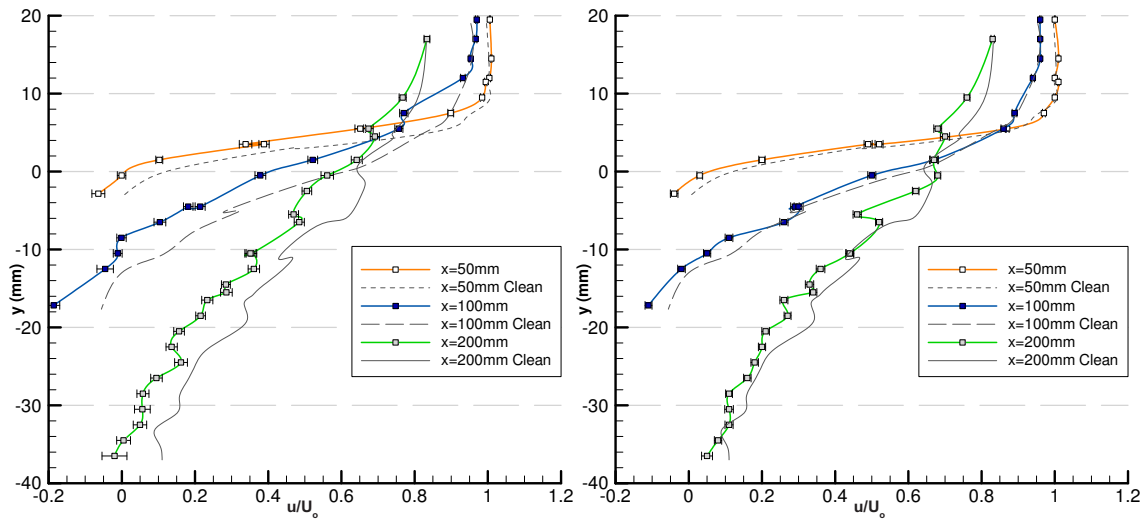 20
10
0
-10
-20
-30
-40
y (mm)
-0.2 0 0.2 0.4 0.6 0.8 1 1.2
u/U₀
x=50mm
x=50mm Clean
x=100mm
x=100mm Clean
x=200mm
x=200mm Clean
20
10
0
-10
-20
-30
-40
y (mm)
-0.2 0 0.2 0.4 0.6 0.8 1 1.2
u/U₀
x=50mm
x=50mm Clean
x=100mm
x=100mm Clean
x=200mm
x=200mm Clean